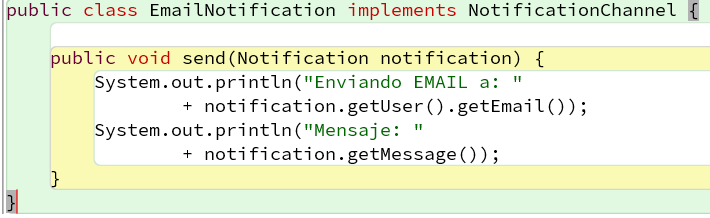 public class EmailNotification implements NotificationChannel {
public void send(Notification notification) {
System.out.println("Enviando EMAIL a: "
+ notification.getUser().getEmail());
System.out.println("Mensaje: "
+ notification.getMessage());
}
}